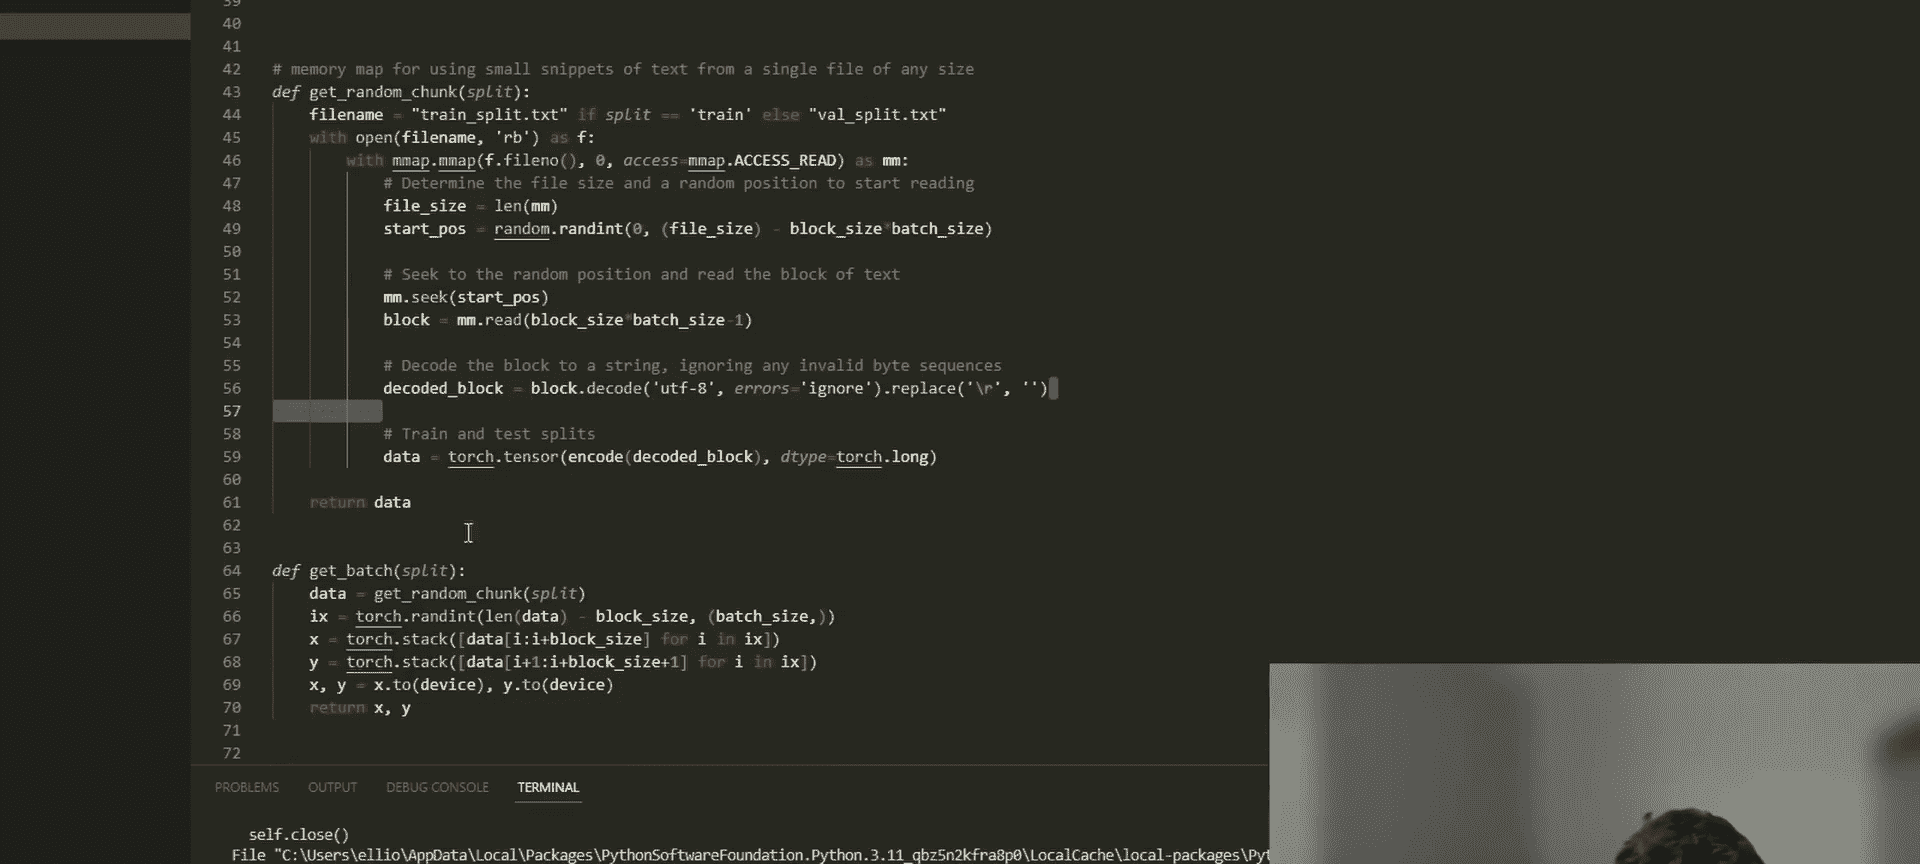 39
40
41
42 # memory map for using small snippets of text from a single file of any size
43 def get_random_chunk(split):
44 filename = "train_split.txt" if split == 'train' else "val_split.txt"
45 with open(filename, 'rb') as f:
46 with mmap.mmap(f.fileno(), 0, access=mmap.ACCESS_READ) as mm:
47 # Determine the file size and a random position to start reading
48 file_size = len(mm)
49 start_pos = random.randint(0, (file_size) - block_size*batch_size)
50
51 # Seek to the random position and read the block of text
52 mm.seek(start_pos)
53 block = mm.read(block_size*batch_size-1)
54
55 # Decode the block to a string, ignoring any invalid byte sequences
56 decoded_block = block.decode('utf-8', errors='ignore').replace('\r', '')
57
58 # Train and test splits
59 data = torch.tensor(encode(decoded_block), dtype=torch.long)
60
61 return data
62
63
64 def get_batch(split):
65 data = get_random_chunk(split)
66 ix = torch.randint(len(data) - block_size, (batch_size,))
67 x = torch.stack([data[i:i+block_size] for i in ix])
68 y = torch.stack([data[i+1:i+block_size+1] for i in ix])
69 x, y = x.to(device), y.to(device)
70 return x, y
71
72
PROBLEMS OUTPUT DEBUG CONSOLE TERMINAL
self.close()
File "C:\Users\ellio\AppData\Local\Packages\PythonSoftwareFoundation.Python.3.11_qbz5n2kfra8p0\LocalCache\local-packages\Pyt